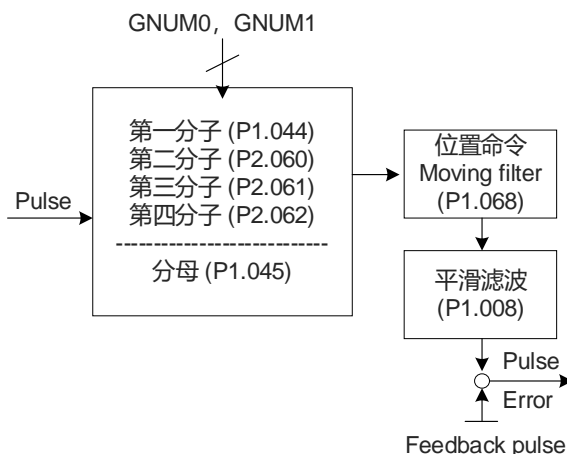 GNUM0，GNUM1
第一分子 (P1.044)
第二分子 (P2.060)
第三分子 (P2.061)
第四分子 (P2.062)
分母 (P1.045)
Pulse
位置命令
Moving filter
(P1.068)
平滑滤波
(P1.008)
Pulse
Error
Feedback pulse